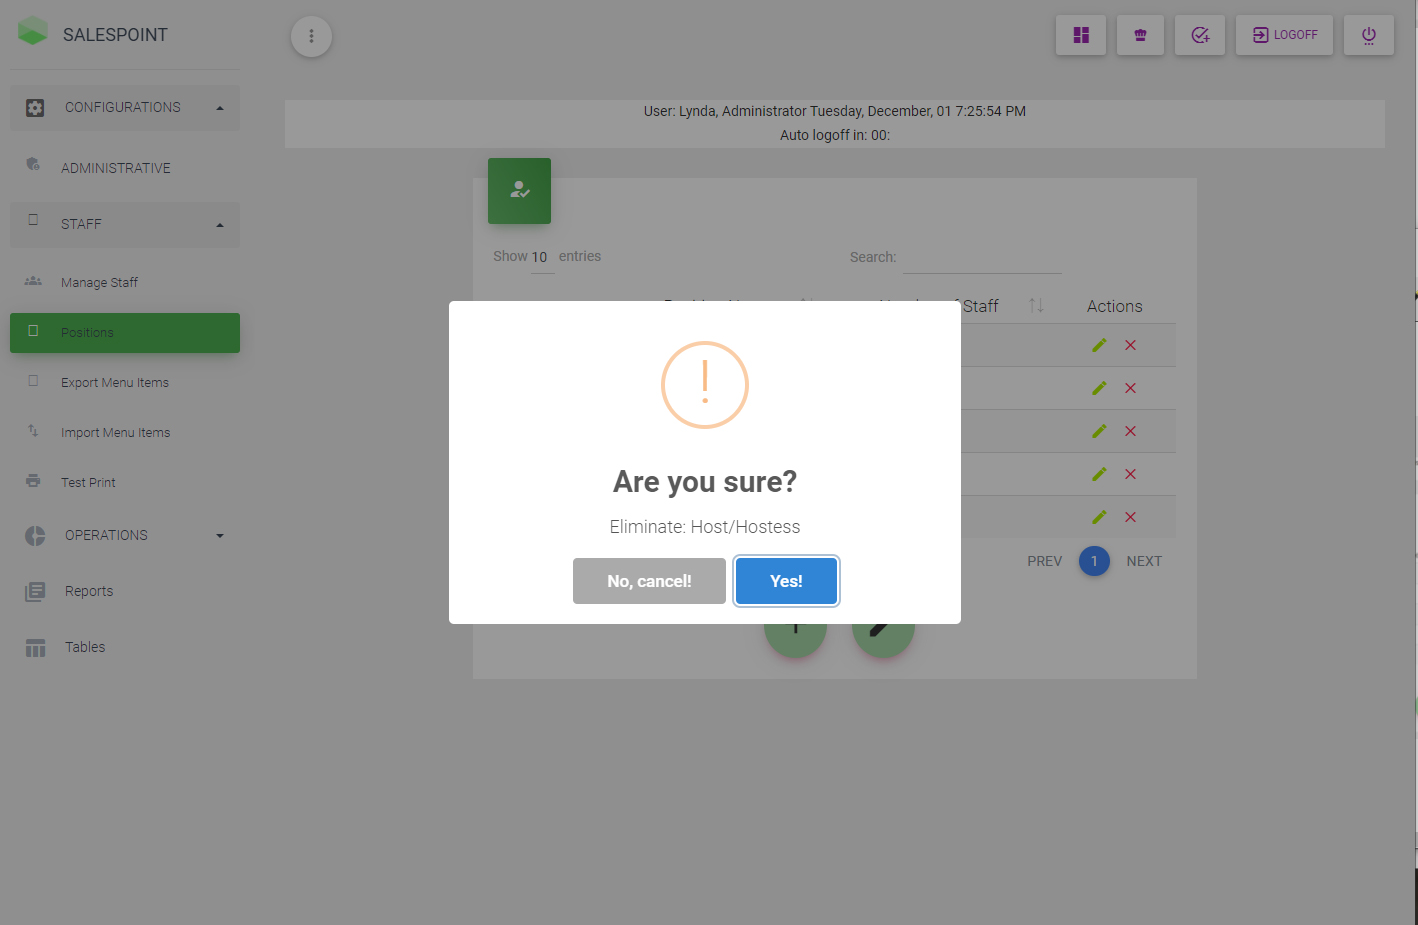 SALESPOINT
LOGOFF
CONFIGURATIONS
User: Lynda, Administrator Tuesday, December, 01 7:25:54 PM
Auto logoff in: 00:
ADMINISTRATIVE
STAFF
Show 10 entries
Search:
Manage Staff
Staff
Actions
Positions
Export Menu Items
Import Menu Items
Test Print
OPERATIONS
Reports
Tables
Are you sure?
Eliminate: Host/Hostess
No, cancel!
Yes!
PREV
1
NEXT